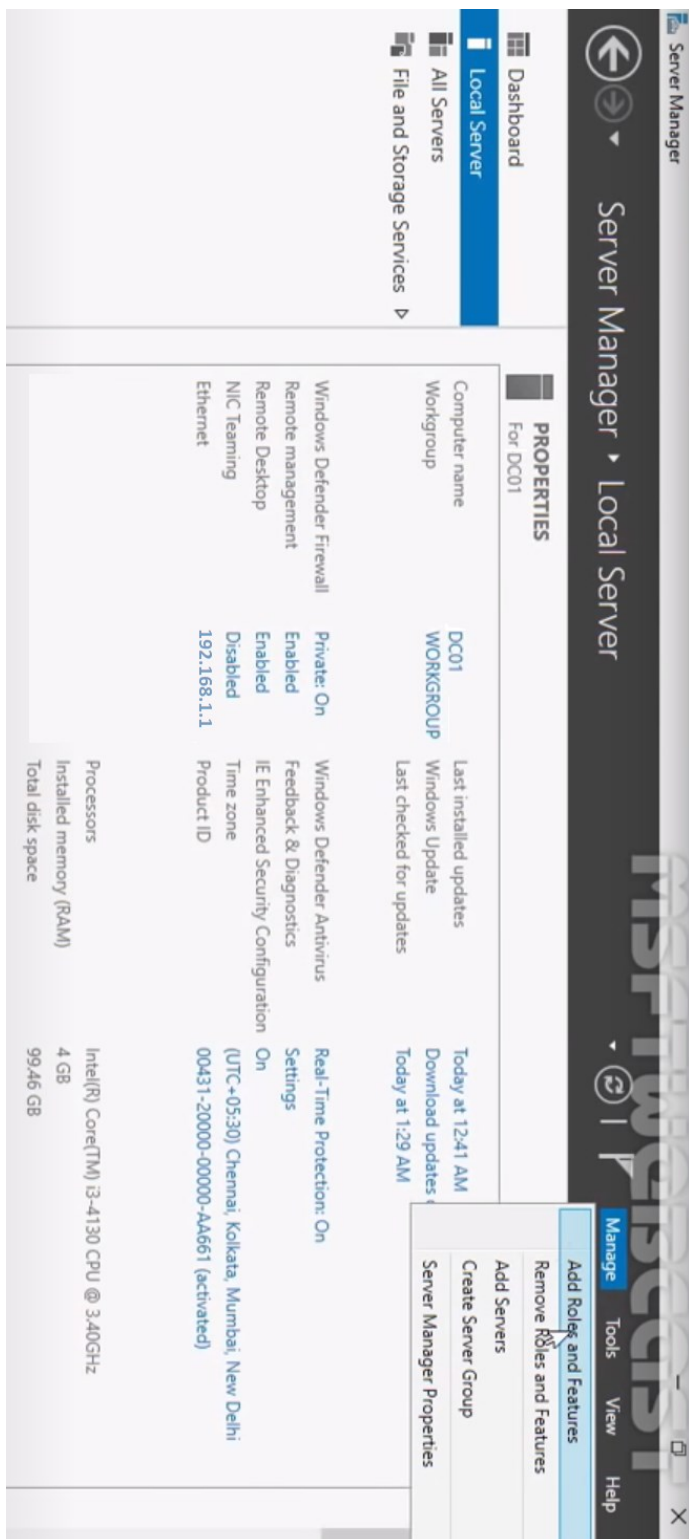 Server Manager
Server Manager • Local Server
Manage Tools View Help
MSFTWEBCAST
Add Roles and Features
Remove Roles and Features
Add Servers
Create Server Group
Server Manager Properties
Dashboard
Local Server
All Servers
File and Storage Services
PROPERTIES
For DC01
Computer name DC01 Last installed updates Today at 12:41 AM
Workgroup WORKGROUP Windows Update Download updates
Last checked for updates Today at 1:29 AM
Windows Defender Firewall Private: On Windows Defender Antivirus Real-Time Protection: On
Remote management Enabled Feedback & Diagnostics Settings
Remote Desktop Enabled IE Enhanced Security Configuration On
NIC Teaming Disabled Time zone (UTC+05:30) Chennai, Kolkata, Mumbai, New Delhi
Ethernet 192.168.1.1 Product ID 00431-20000-00000-AA661 (activated)
Processors Intel(R) Core(TM) i3-4130 CPU @ 3.40GHz
Installed memory (RAM) 4 GB
Total disk space 99.46 GB